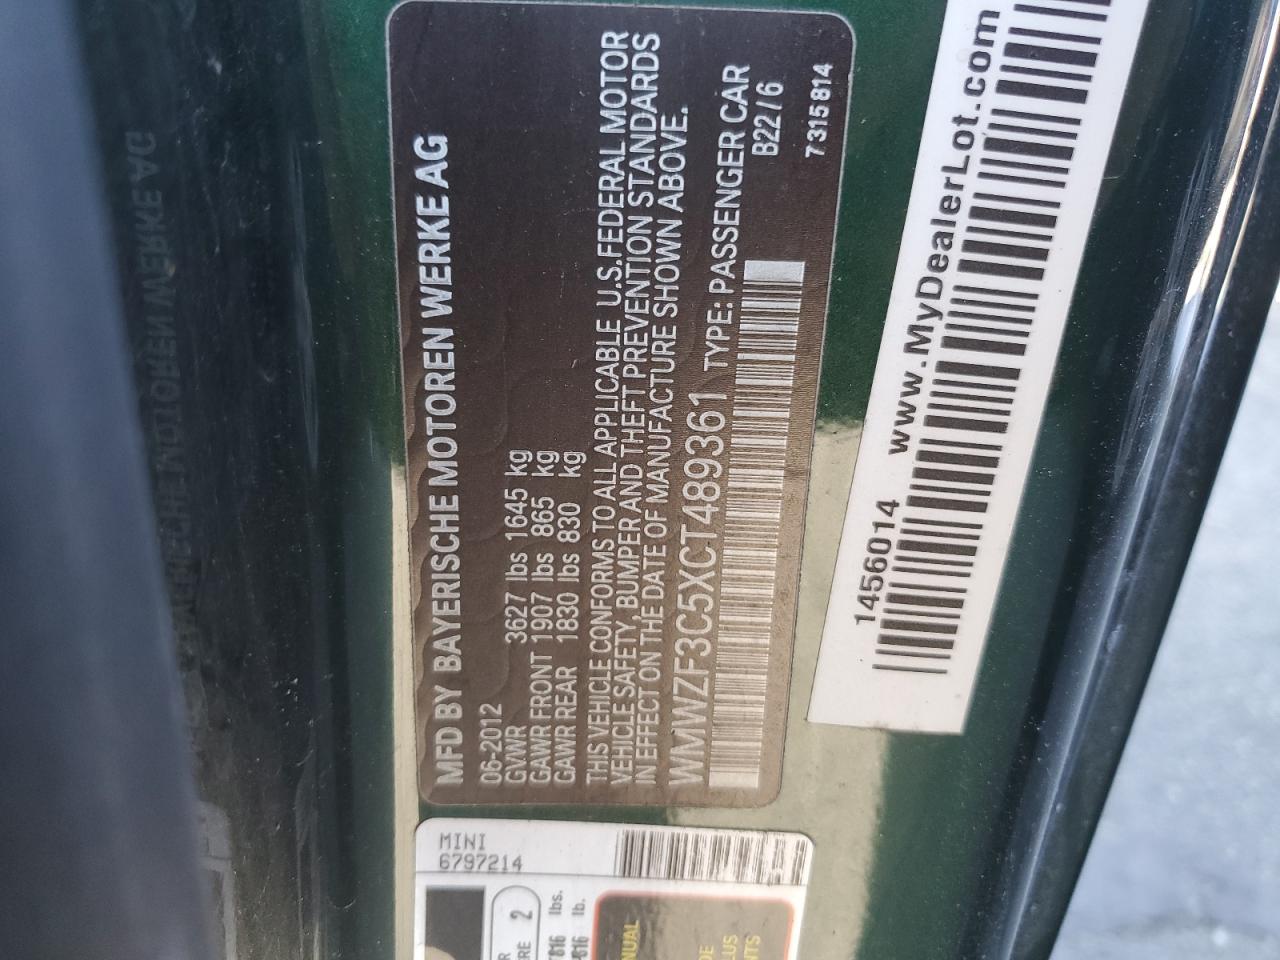 MFD BY BAYERISCHE MOTOREN WERKE AG
06-2012
GVWR 3627 lbs 1645 kg
GAWR FRONT 1907 lbs 865 kg
GAWR REAR 1830 lbs 830 kg
THIS VEHICLE CONFORMS TO ALL APPLICABLE U.S.FEDERAL MOTOR
VEHICLE SAFETY, BUMPER AND THEFT PREVENTION STANDARDS
IN EFFECT ON THE DATE OF MANUFACTURE SHOWN ABOVE.
WMWZF3C5XCT489361 TYPE: PASSENGER CAR
B22/6
7315814
1456014 www.MyDealerLot.com
MINI
6797214
2
lbs.
lb.